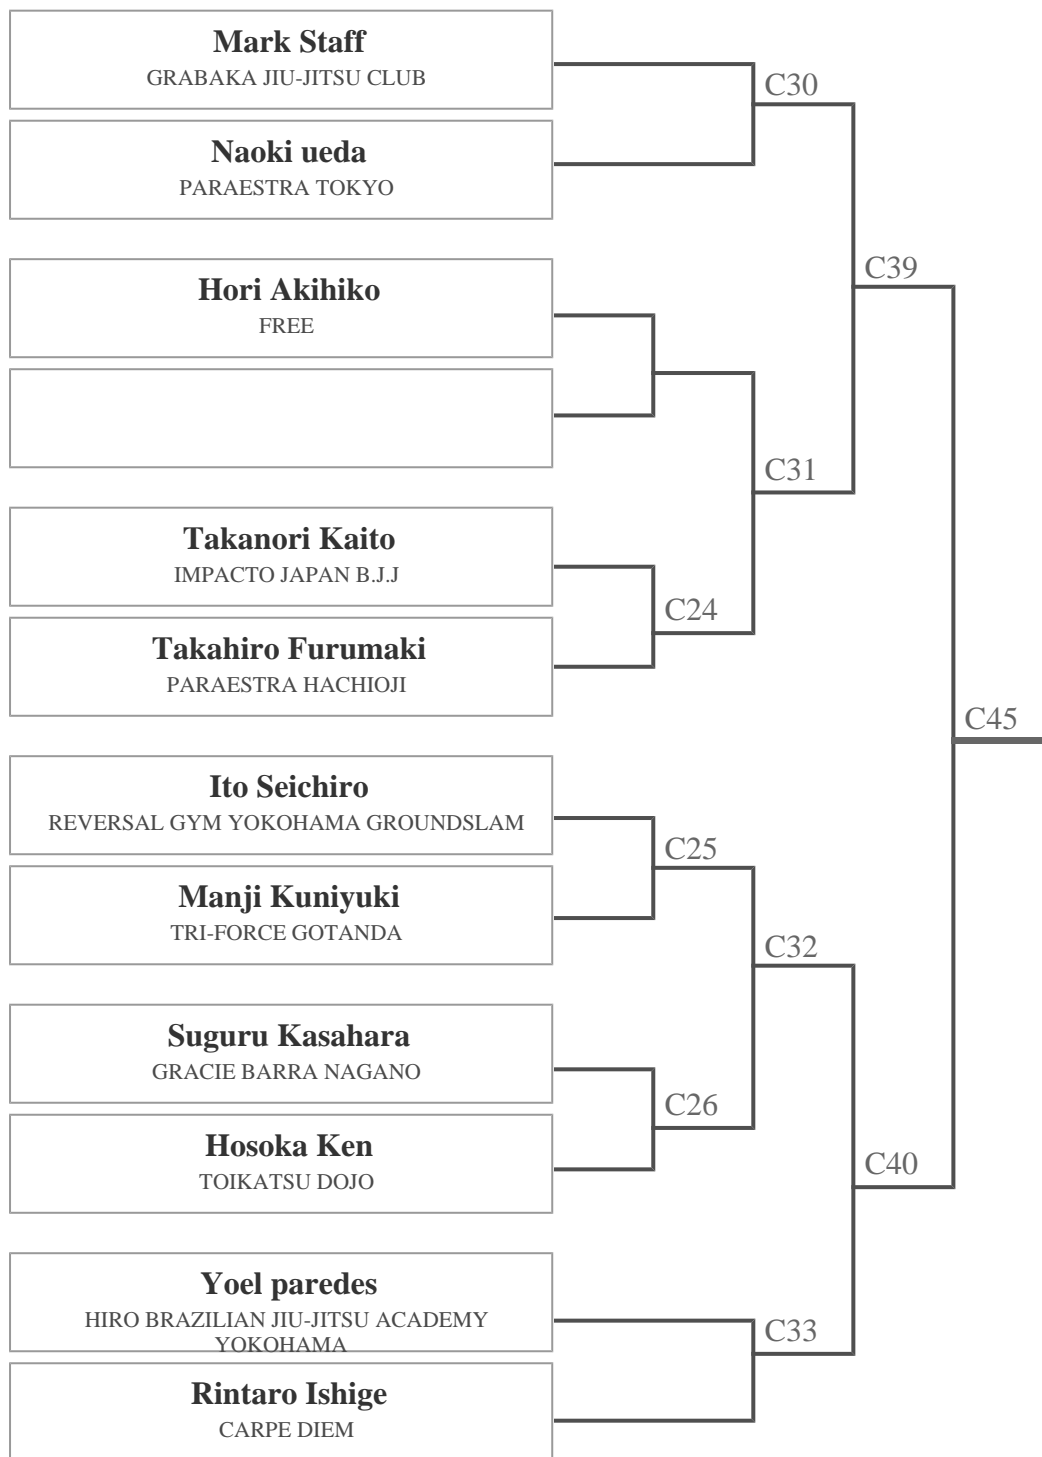 Mark Staff
GRABAKA JIU-JITSU CLUB
C30
Naoki ueda
PARAESTRA TOKYO
C39
Hori Akihiko
FREE
C31
Takanori Kaito
IMPACTO JAPAN B.J.J
C24
Takahiro Furumaki
PARAESTRA HACHIOJI
C45
Ito Seichiro
REVERSAL GYM YOKOHAMA GROUNDSLAM
C25
Manji Kuniyuki
TRI-FORCE GOTANDA
C32
Suguru Kasahara
GRACIE BARRA NAGANO
C26
Hosoka Ken
TOIKATSU DOJO
C40
Yoel paredes
HIRO BRAZILIAN JIU-JITSU ACADEMY
YOKOHAMA
C33
Rintaro Ishige
CARPE DIEM